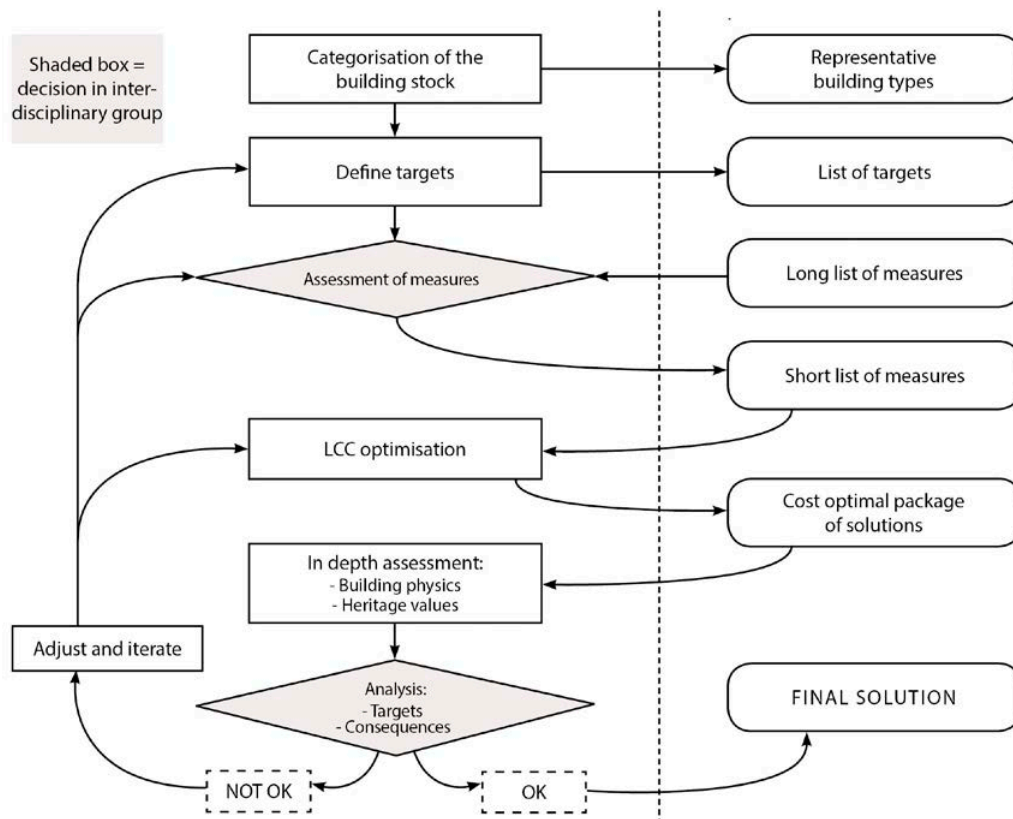 Shaded box =
decision in inter-
disciplinary group
Categorisation of the
building stock
Representative
building types
Define targets
List of targets
Assessment of measures
Long list of measures
Short list of measures
LCC optimisation
Cost optimal package
of solutions
In depth assessment:
- Building physics
- Heritage values
Adjust and iterate
Analysis:
- Targets
- Consequences
FINAL SOLUTION
NOT OK
OK